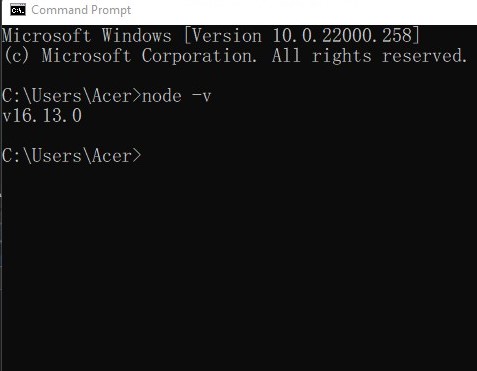 Command Prompt
Microsoft Windows [Version 10.0.22000.258]
(c) Microsoft Corporation. All rights reserved.
C:\Users\Acer>node -v
v16.13.0
C:\Users\Acer>